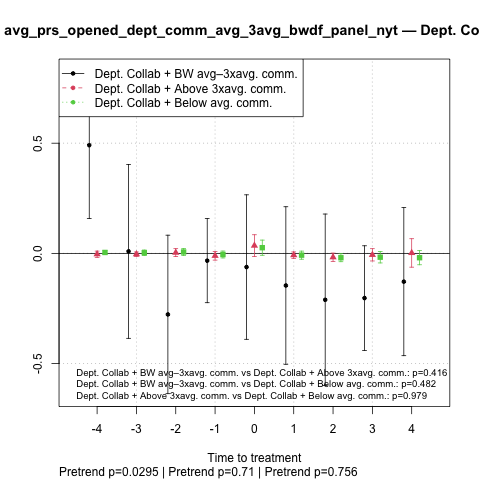 avg_prs_opened_dept_comm_avg_3avg_bwdf_panel_nyt — Dept. Co
Dept. Collab + BW avg–3xavg. comm.
Dept. Collab + Above 3xavg. comm.
Dept. Collab + Below avg. comm.
0.5
0.0
-0.5
Dept. Collab + BW avg–3xavg. comm. vs Dept. Collab + Above 3xavg. comm.: p=0.416
Dept. Collab + BW avg–3xavg. comm. vs Dept. Collab + Below avg. comm.: p=0.482
Dept. Collab + Above 3xavg. comm. vs Dept. Collab + Below avg. comm.: p=0.979
-4 -3 -2 -1 0 1 2 3 4
Time to treatment
Pretrend p=0.0295 | Pretrend p=0.71 | Pretrend p=0.756